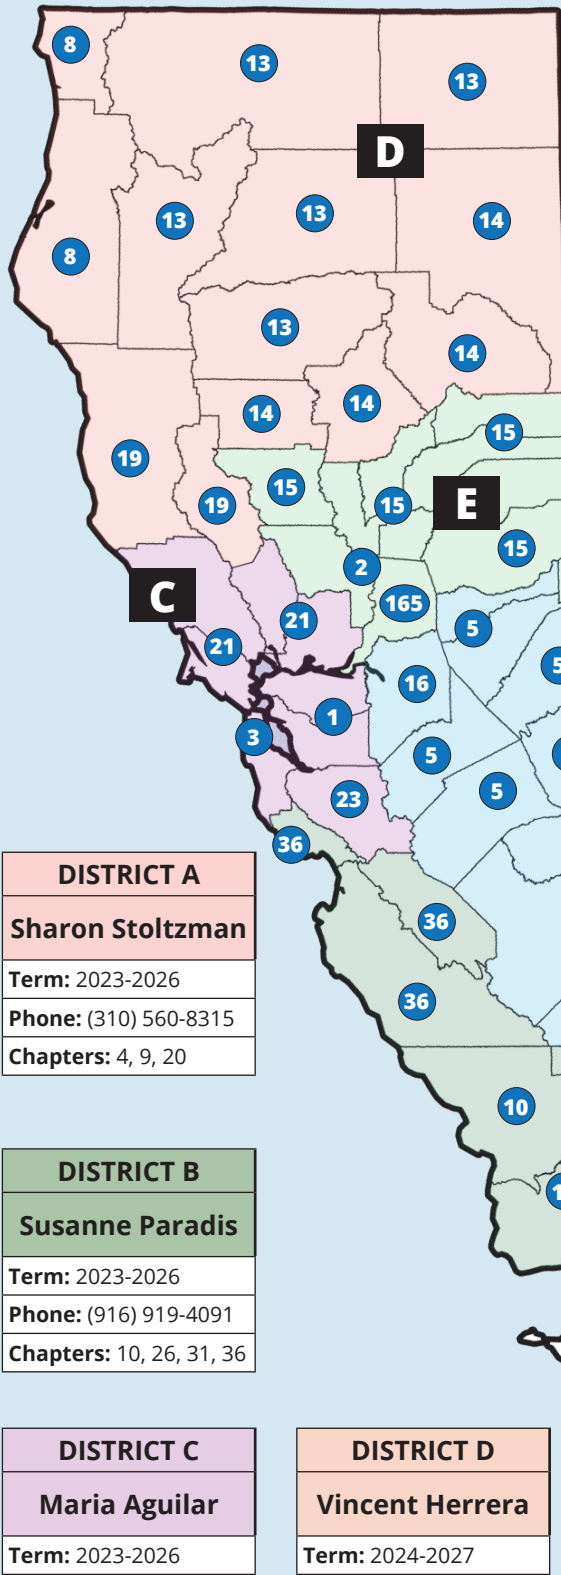 8
13
13
D
13
13
14
8
13
14
14
14
19
15
15
19
15
E
15
2
C
165
21
5
21
5
16
1
3
5
5
23
36
36
36
10
DISTRICT A
Sharon Stoltzman
Term: 2023-2026
Phone: (310) 560-8315
Chapters: 4, 9, 20
DISTRICT B
Susanne Paradis
Term: 2023-2026
Phone: (916) 919-4091
Chapters: 10, 26, 31, 36
DISTRICT C
Maria Aguilar
Term: 2023-2026
DISTRICT D
Vincent Herrera
Term: 2024-2027